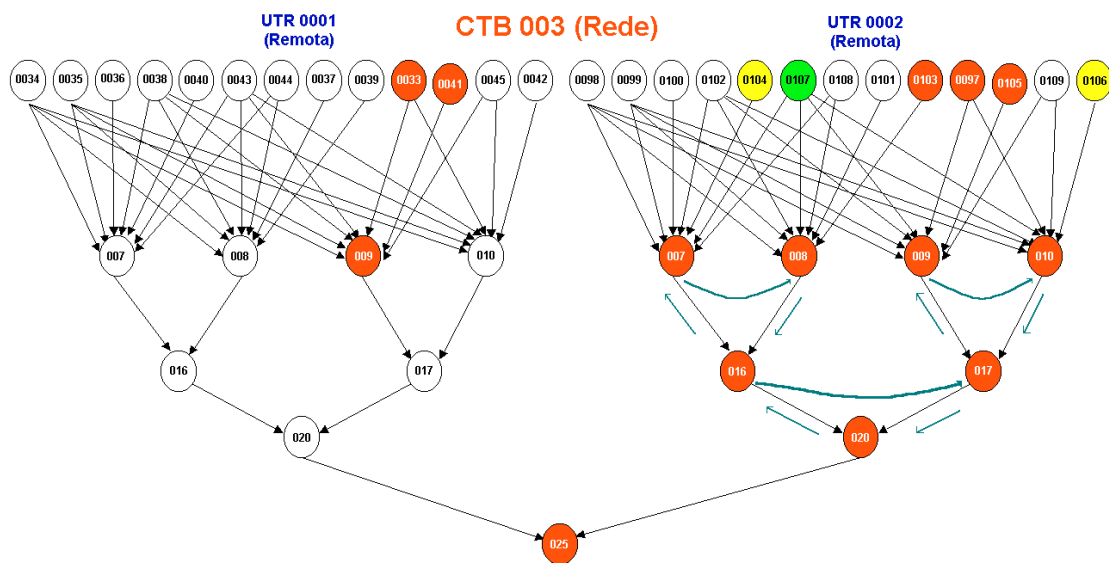 UTR 0001
(Remota)
CTB 003 (Rede)
UTR 0002
(Remota)
0034 0035 0036 0038 0040 0043 0044 0037 0039 0033 0041 0045 0042
0098 0099 0100 0102 0104 0107 0108 0101 0103 0097 0105 0109 0106
007 008 009 010
007 008 009 010
016 017
016 017
020
020
025